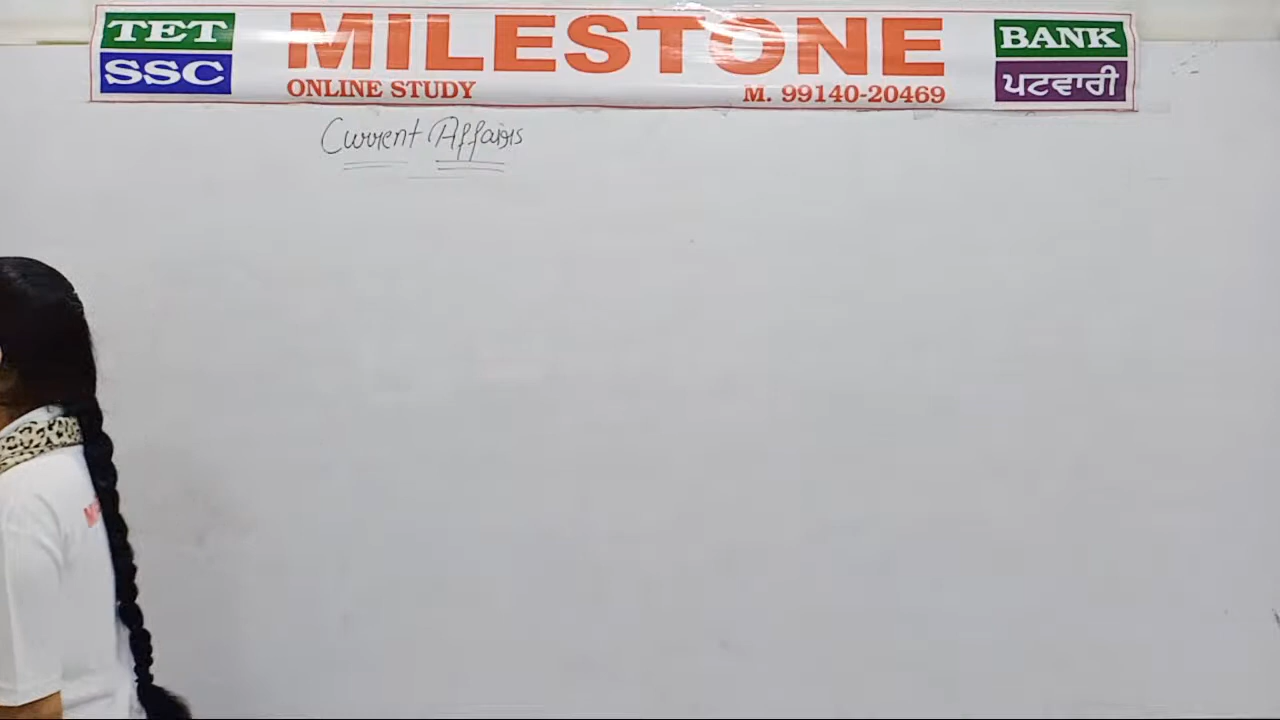 TET
SSC
MILESTONE
ONLINE STUDY
M. 99140-20469
BANK
ਪਟਵਾਰੀ
Current Affairs